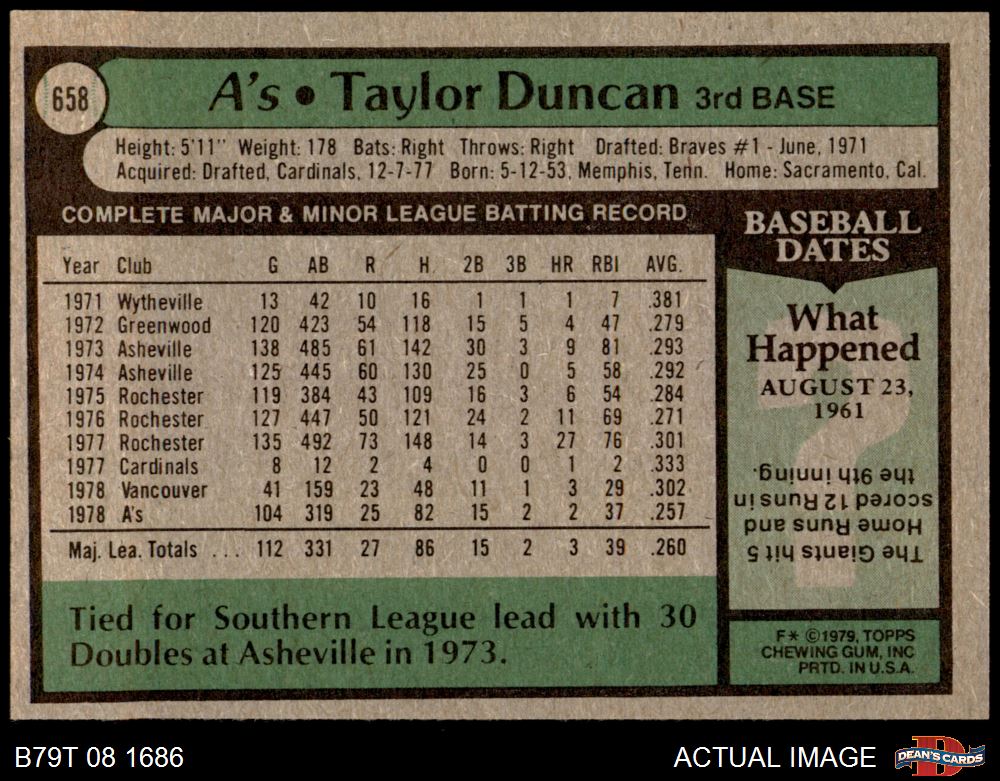 658
A's • Taylor Duncan 3rd BASE
Height: 5'11" Weight: 178 Bats: Right Throws: Right Drafted: Braves #1 - June, 1971
Acquired: Drafted, Cardinals, 12-7-77 Born: 5-12-53, Memphis, Tenn. Home: Sacramento, Cal.
COMPLETE MAJOR & MINOR LEAGUE BATTING RECORD
Year Club G AB R H 2B 3B HR RBI AVG.
1971 Wytheville 13 42 10 16 1 1 1 7 .381
1972 Greenwood 120 423 54 118 15 5 4 47 .279
1973 Asheville 138 485 61 142 30 3 9 81 .293
1974 Asheville 125 445 60 130 25 0 5 58 .292
1975 Rochester 119 384 43 109 16 3 6 54 .284
1976 Rochester 127 447 50 121 24 2 11 69 .271
1977 Rochester 135 492 73 148 14 3 27 76 .301
1977 Cardinals 8 12 2 4 0 0 1 2 .333
1978 Vancouver 41 159 23 48 11 1 3 29 .302
1978 A's 104 319 25 82 15 2 2 37 .257
Maj. Lea. Totals ... 112 331 27 86 15 2 3 39 .260
Tied for Southern League lead with 30
Doubles at Asheville in 1973.
BASEBALL
DATES
What
Happened
AUGUST 23,
1961
The Giants hit 5
Home Runs and
scored 12 Runs in
the 9th inning.
F* ©1979, TOPPS
CHEWING GUM, INC
PRTD. IN U.S.A.
B79T 08 1686
ACTUAL IMAGE
D
DEAN'S CARDS